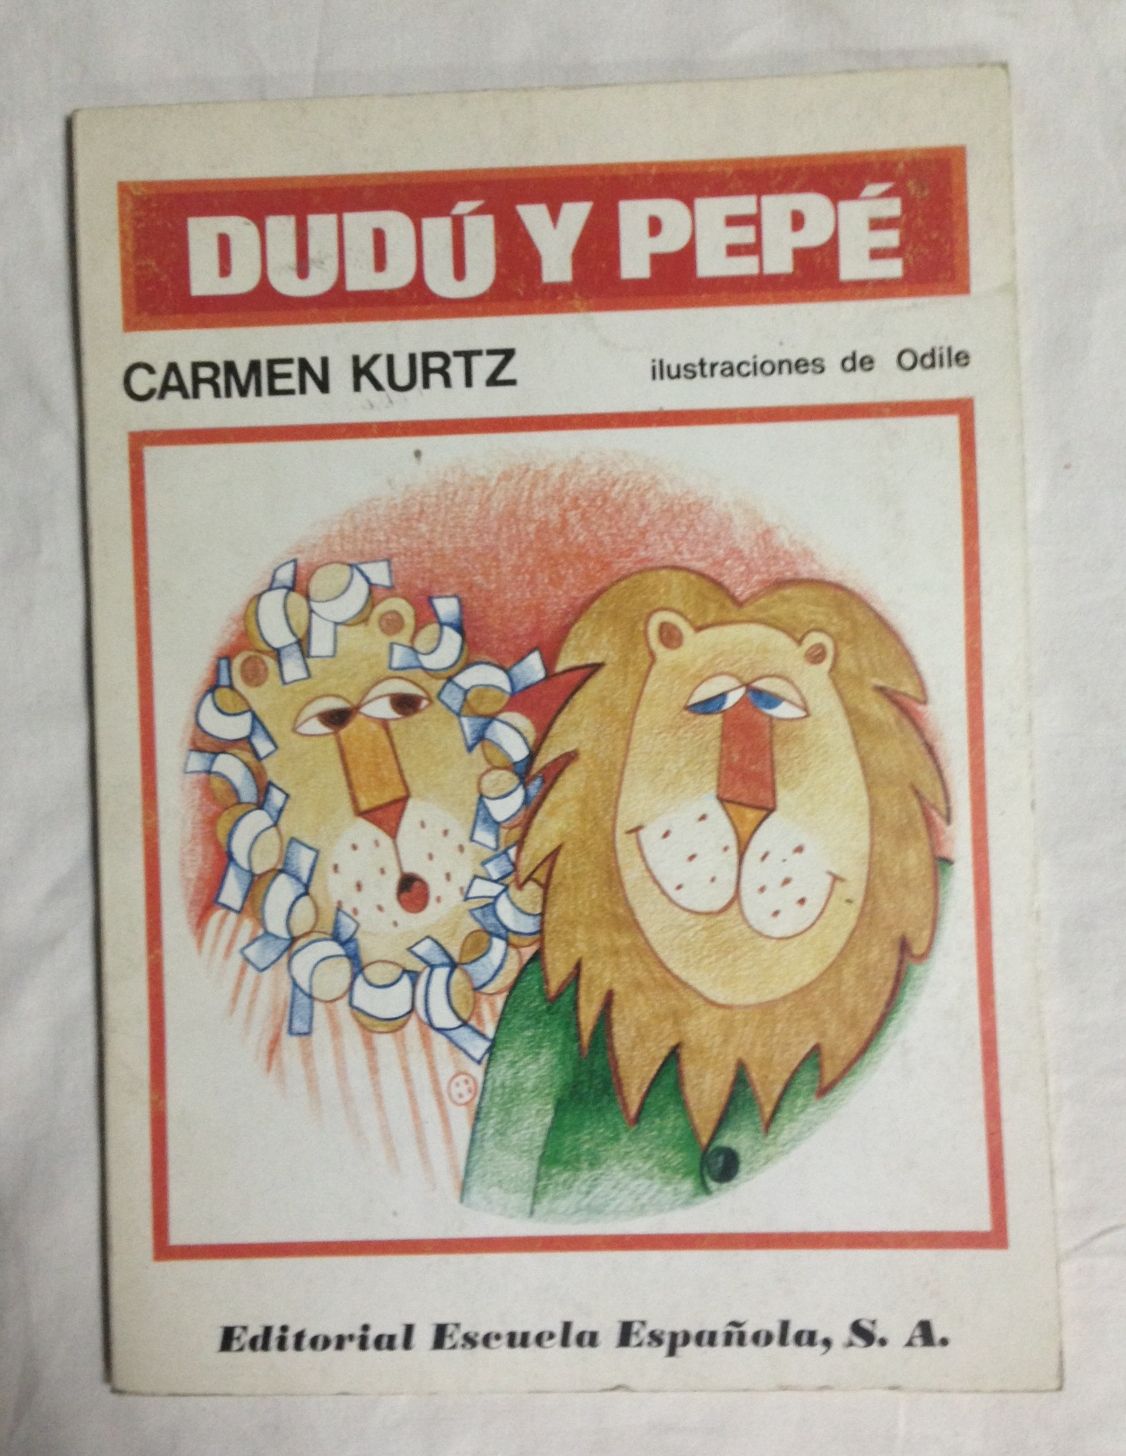 DUDÚ Y PEPÉ
CARMEN KURTZ
ilustraciones de Odile
Editorial Escuela Española, S. A.